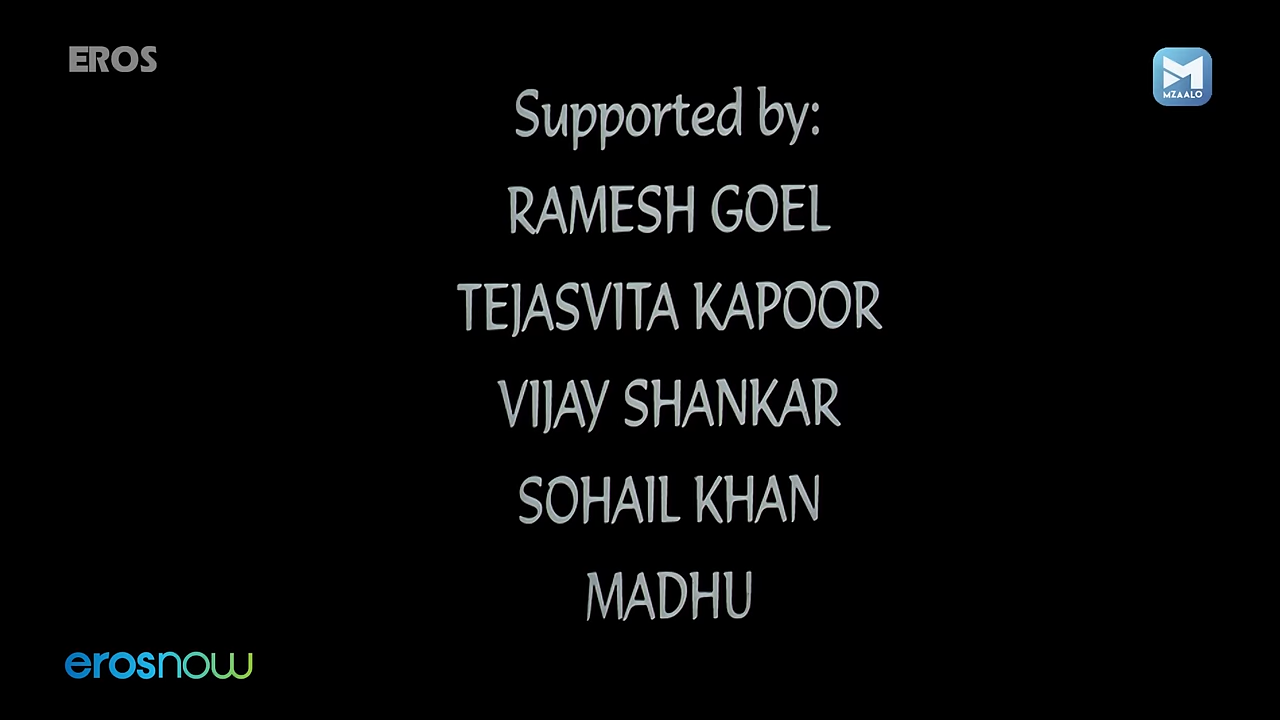 EROS
MZAALO
Supported by:
RAMESH GOEL
TEJASVITA KAPOOR
VIJAY SHANKAR
SOHAIL KHAN
MADHU
erosnow